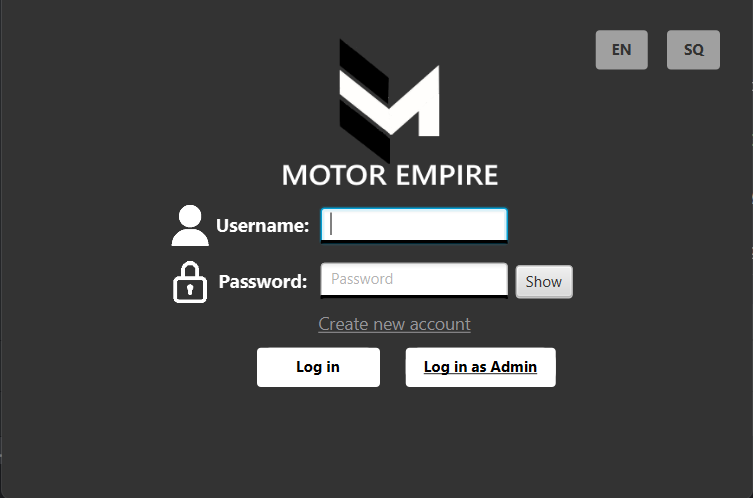 EN SQ
MOTOR EMPIRE
Username:
Password: Password Show
Create new account
Log in Log in as Admin